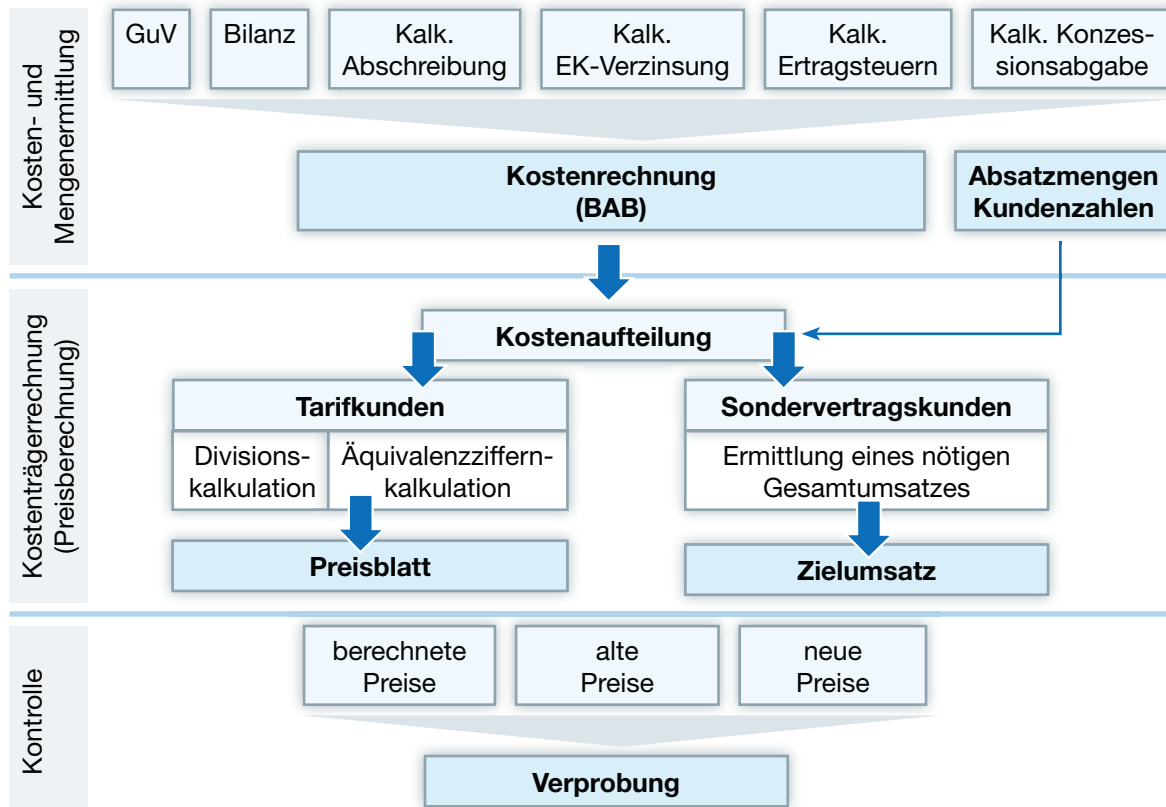 Kosten- und
Mengenermittlung
GuV
Bilanz
Kalk.
Abschreibung
Kalk.
EK-Verzinsung
Kalk.
Ertragsteuern
Kalk. Konzes-
sionsabgabe
Kostenrechnung
(BAB)
Absatzmengen
Kundenzahlen
Kostenträgerrechnung
(Preisberechnung)
Kostenaufteilung
Tarifkunden
Divisions-
kalkulation
Äquivalenzziffern-
kalkulation
Preisblatt
Sondervertragskunden
Ermittlung eines nötigen
Gesamtumsatzes
Zielumsatz
Kontrolle
berechnete
Preise
alte
Preise
neue
Preise
Verprobung